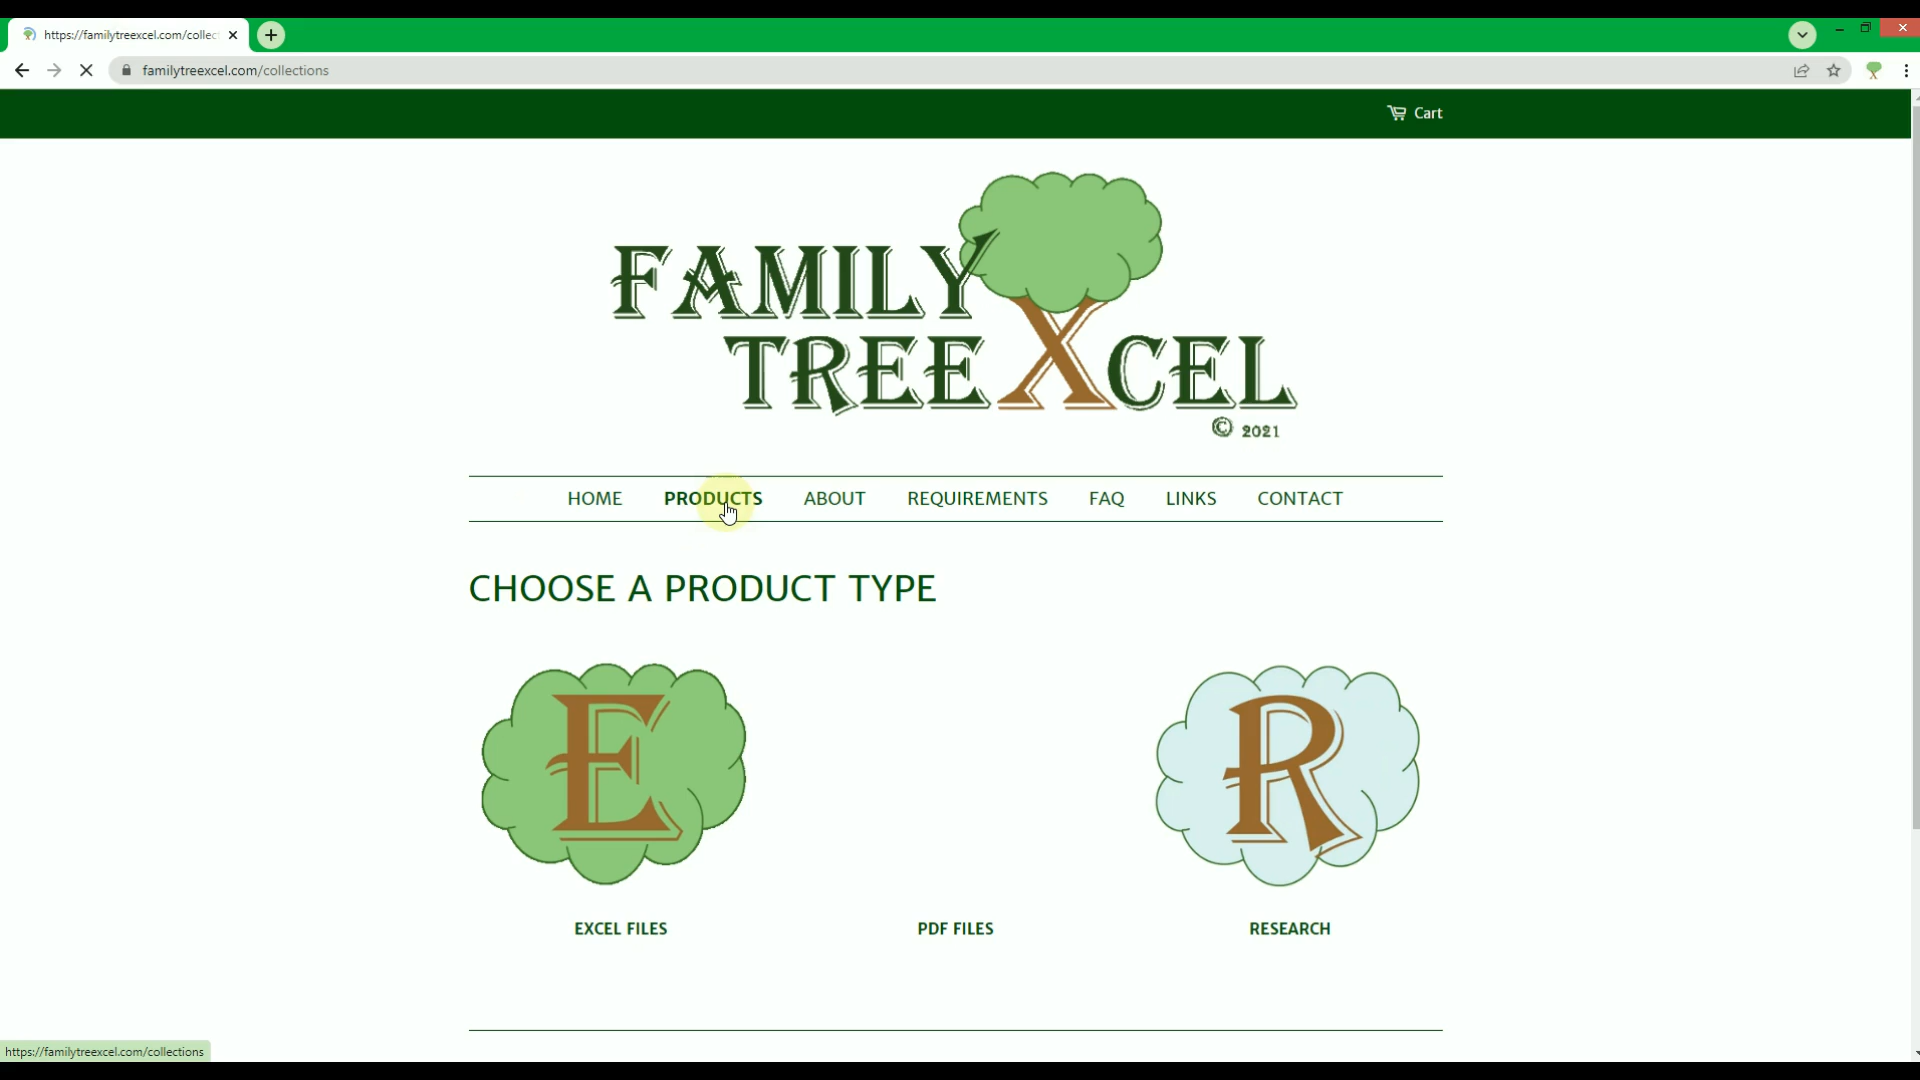 https://familytreexcel.com/collec
familytreexcel.com/collections
Cart
FAMILY
TREEXCEL
© 2021
HOME PRODUCTS ABOUT REQUIREMENTS FAQ LINKS CONTACT
CHOOSE A PRODUCT TYPE
E R
EXCEL FILES PDF FILES RESEARCH
https://familytreexcel.com/collections